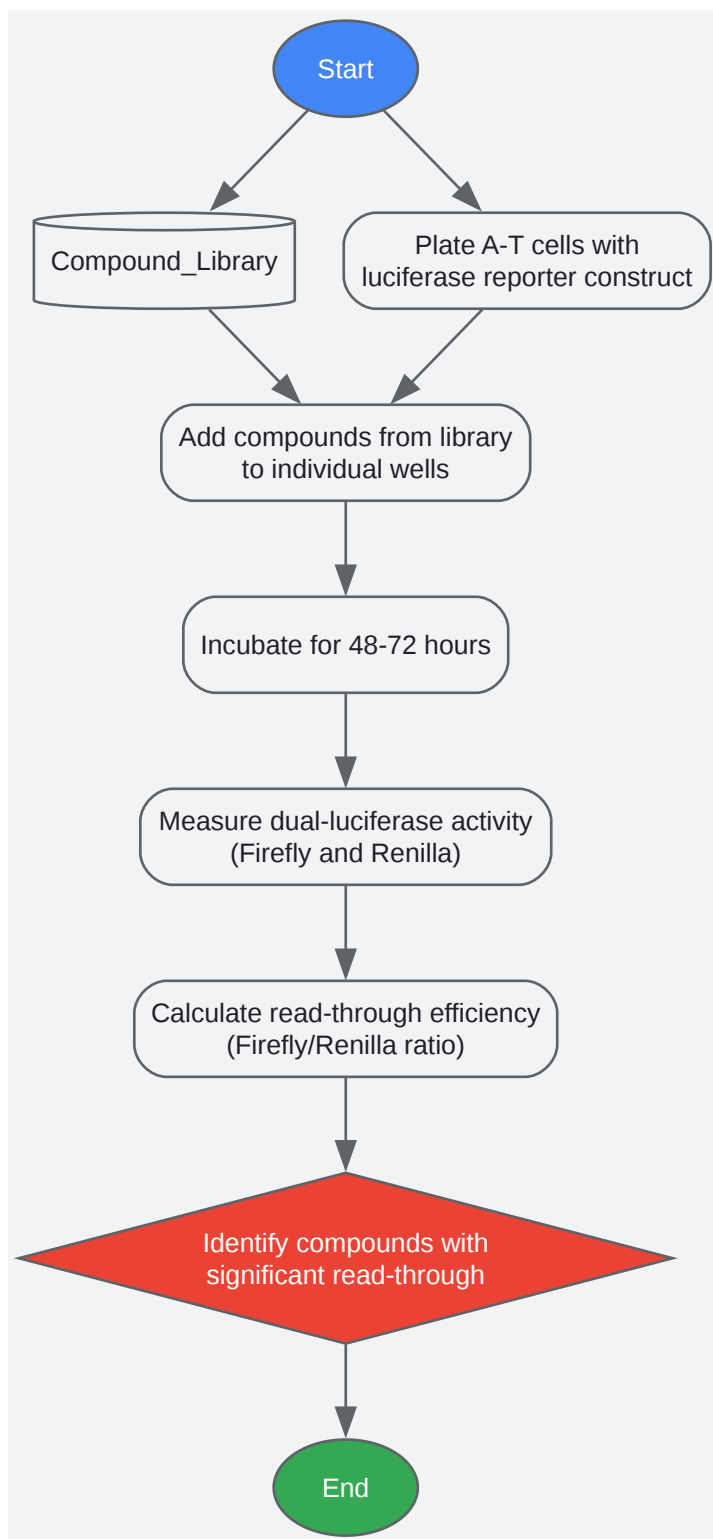 Start
Compound_Library
Plate A-T cells with
luciferase reporter construct
Add compounds from library
to individual wells
Incubate for 48-72 hours
Measure dual-luciferase activity
(Firefly and Renilla)
Calculate read-through efficiency
(Firefly/Renilla ratio)
Identify compounds with
significant read-through
End